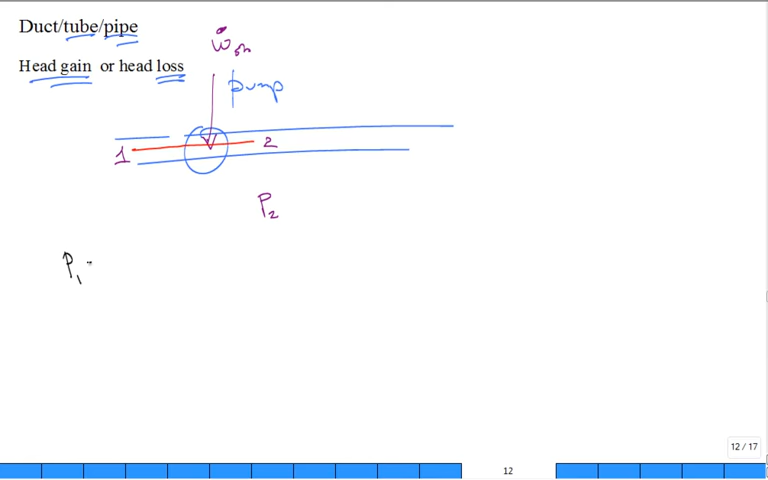 Duct/tube/pipe
Ẇsh
Head gain or head loss
pump
1
2
P2
P1
12 / 17
12